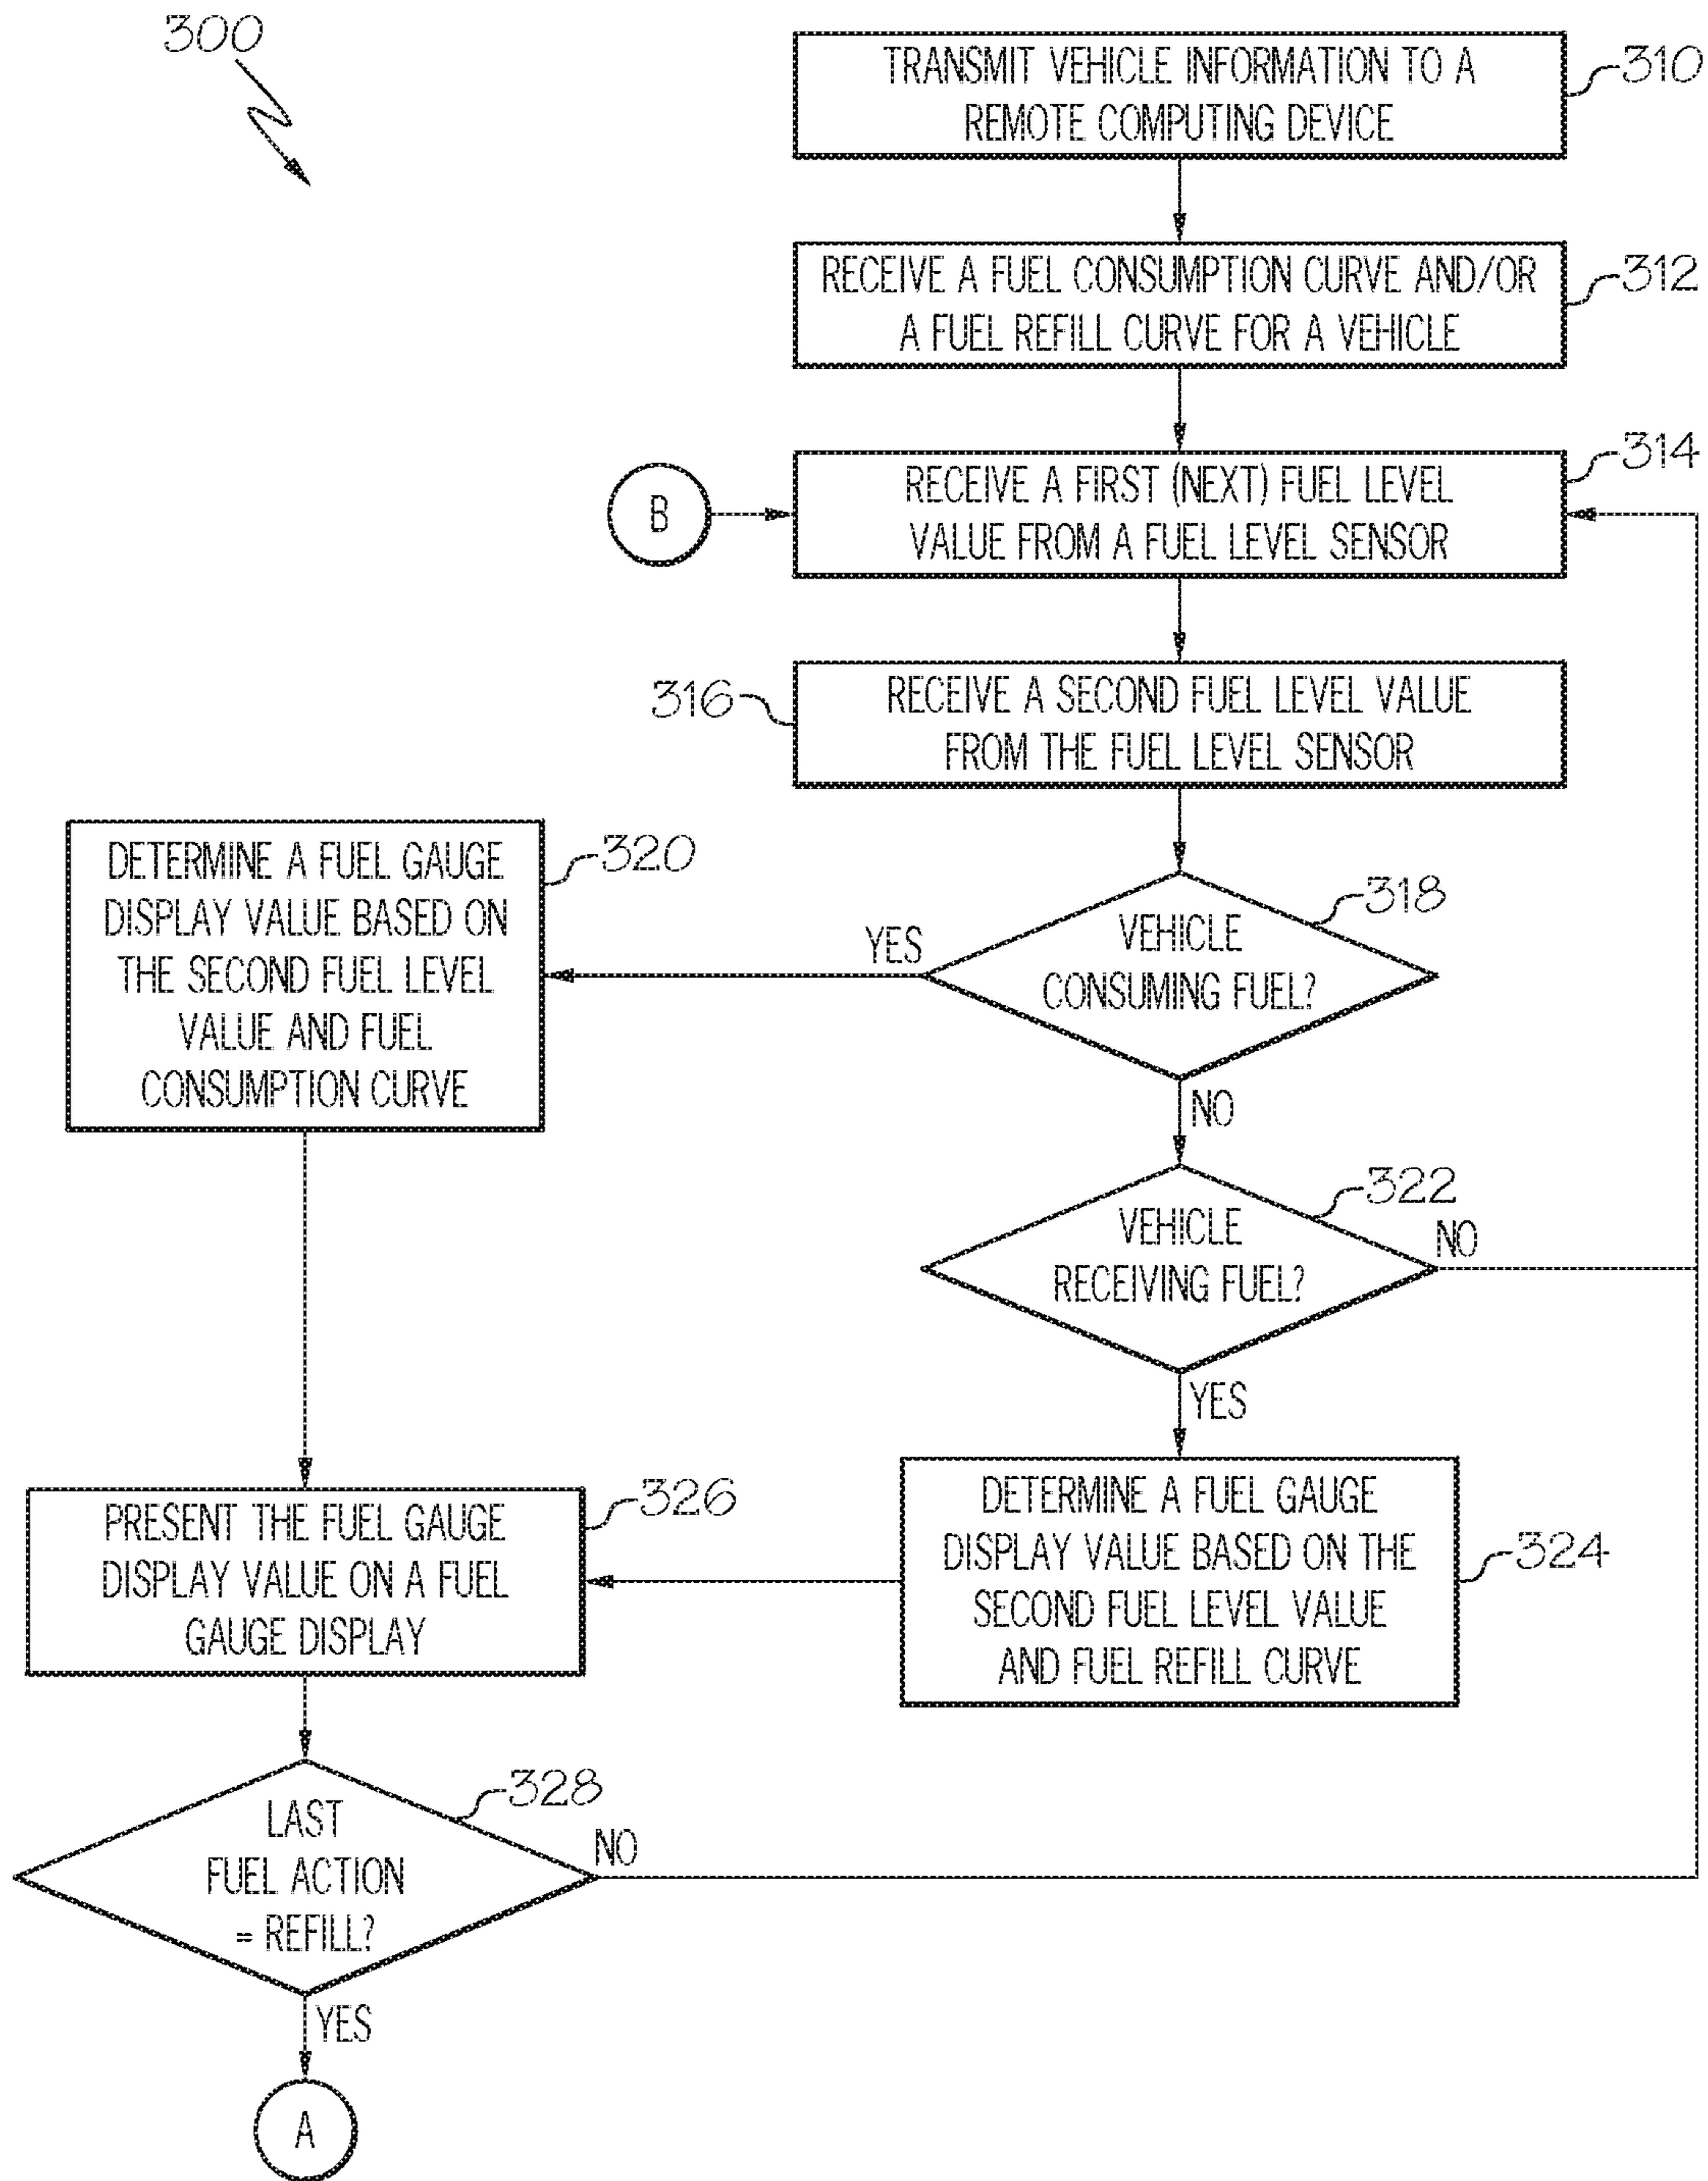 300
TRANSMIT VEHICLE INFORMATION TO A
REMOTE COMPUTING DEVICE
310
RECEIVE A FUEL CONSUMPTION CURVE AND/OR
A FUEL REFILL CURVE FOR A VEHICLE
312
B
RECEIVE A FIRST (NEXT) FUEL LEVEL
VALUE FROM A FUEL LEVEL SENSOR
314
316
RECEIVE A SECOND FUEL LEVEL VALUE
FROM THE FUEL LEVEL SENSOR
DETERMINE A FUEL GAUGE
DISPLAY VALUE BASED ON
THE SECOND FUEL LEVEL
VALUE AND FUEL
CONSUMPTION CURVE
320
YES
VEHICLE
CONSUMING FUEL?
318
NO
VEHICLE
RECEIVING FUEL?
322
NO
YES
PRESENT THE FUEL GAUGE
DISPLAY VALUE ON A FUEL
GAUGE DISPLAY
326
DETERMINE A FUEL GAUGE
DISPLAY VALUE BASED ON THE
SECOND FUEL LEVEL VALUE
AND FUEL REFILL CURVE
324
LAST
FUEL ACTION
= REFILL?
328
NO
YES
A